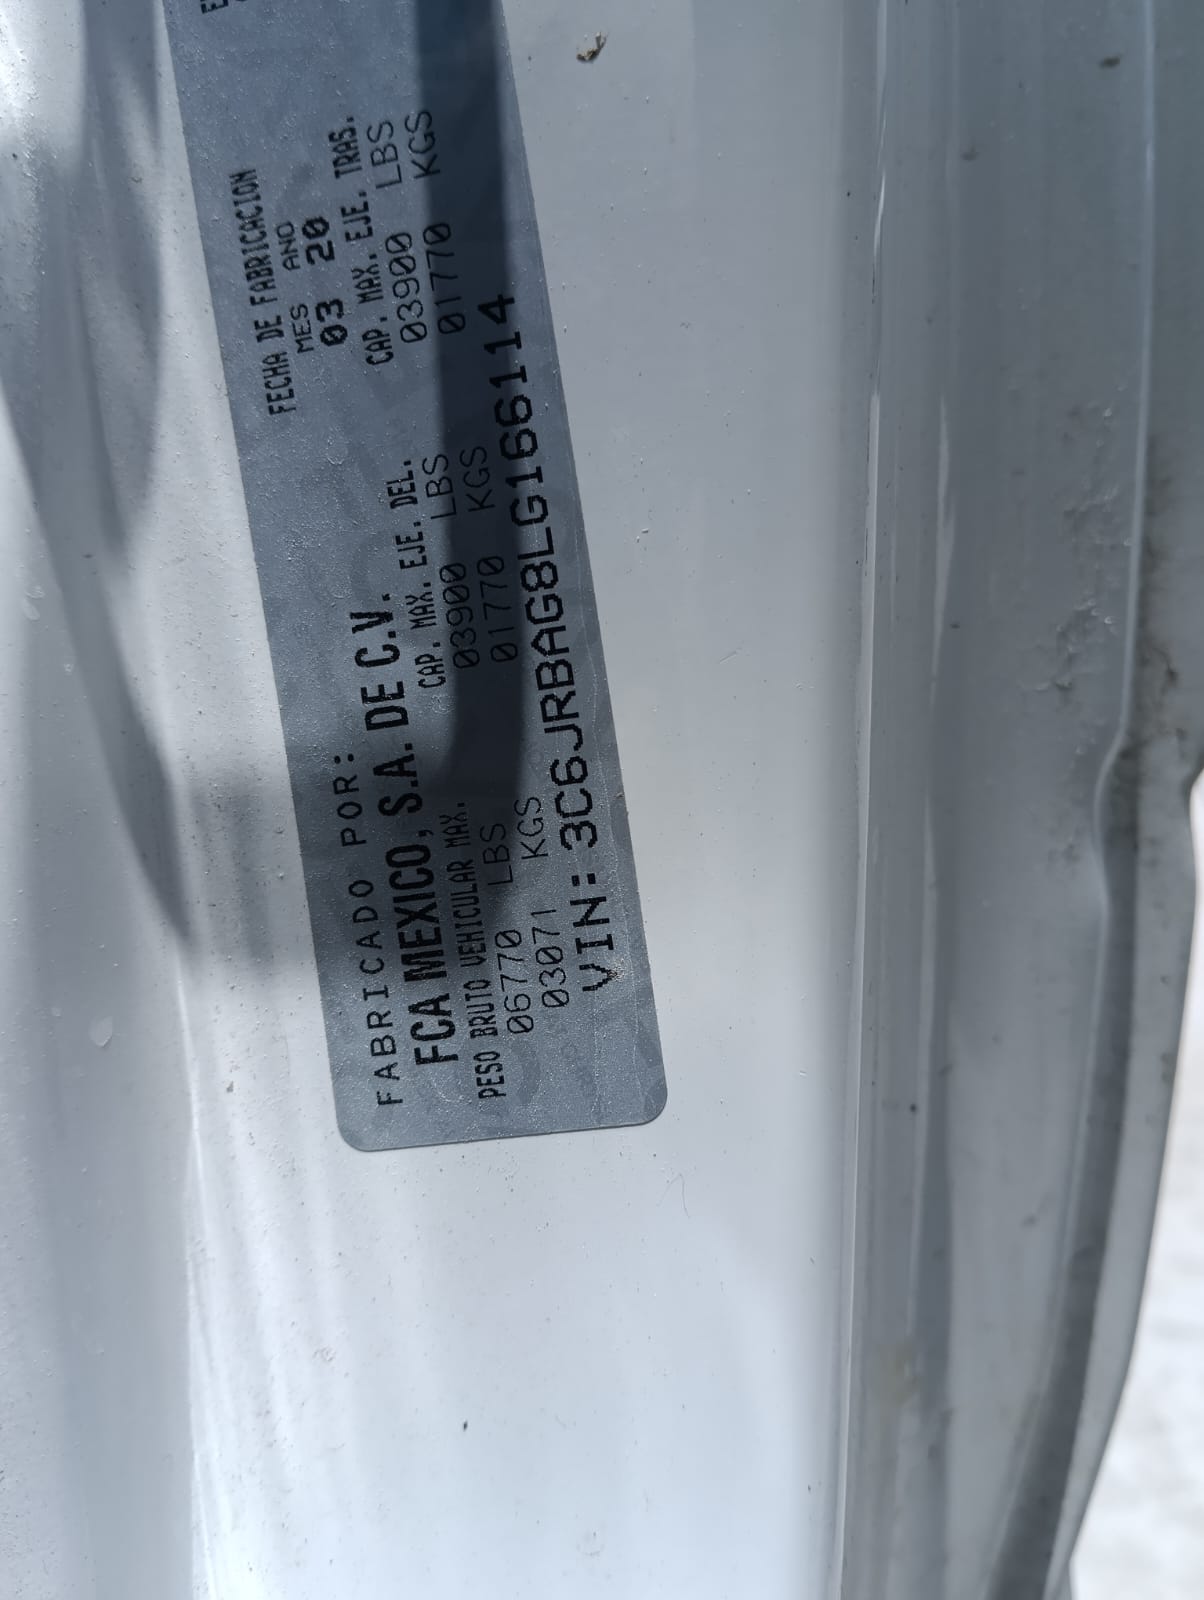 FECHA DE FABRICACION
MES ANO
03 20
FABRICADO POR:
FCA MEXICO, S.A. DE C.V.
PESO BRUTO VEHICULAR MAX. CAP. MAX. EJE. DEL. CAP. MAX. EJE. TRAS.
06770 LBS 03900 LBS 03900 LBS
03071 KGS 01770 KGS 01770 KGS
VIN: 3C6JRBAG8LG166114